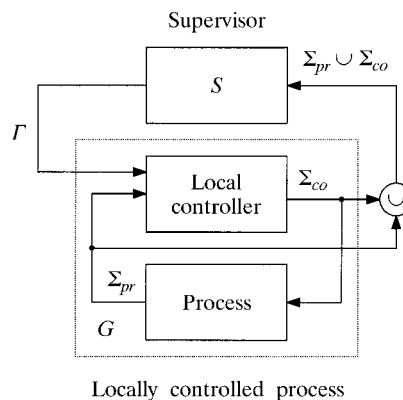 Supervisor
S
Σpr ∪ Σco
Γ
Local
controller
Σco
∪
Σpr
Process
G
Locally controlled process